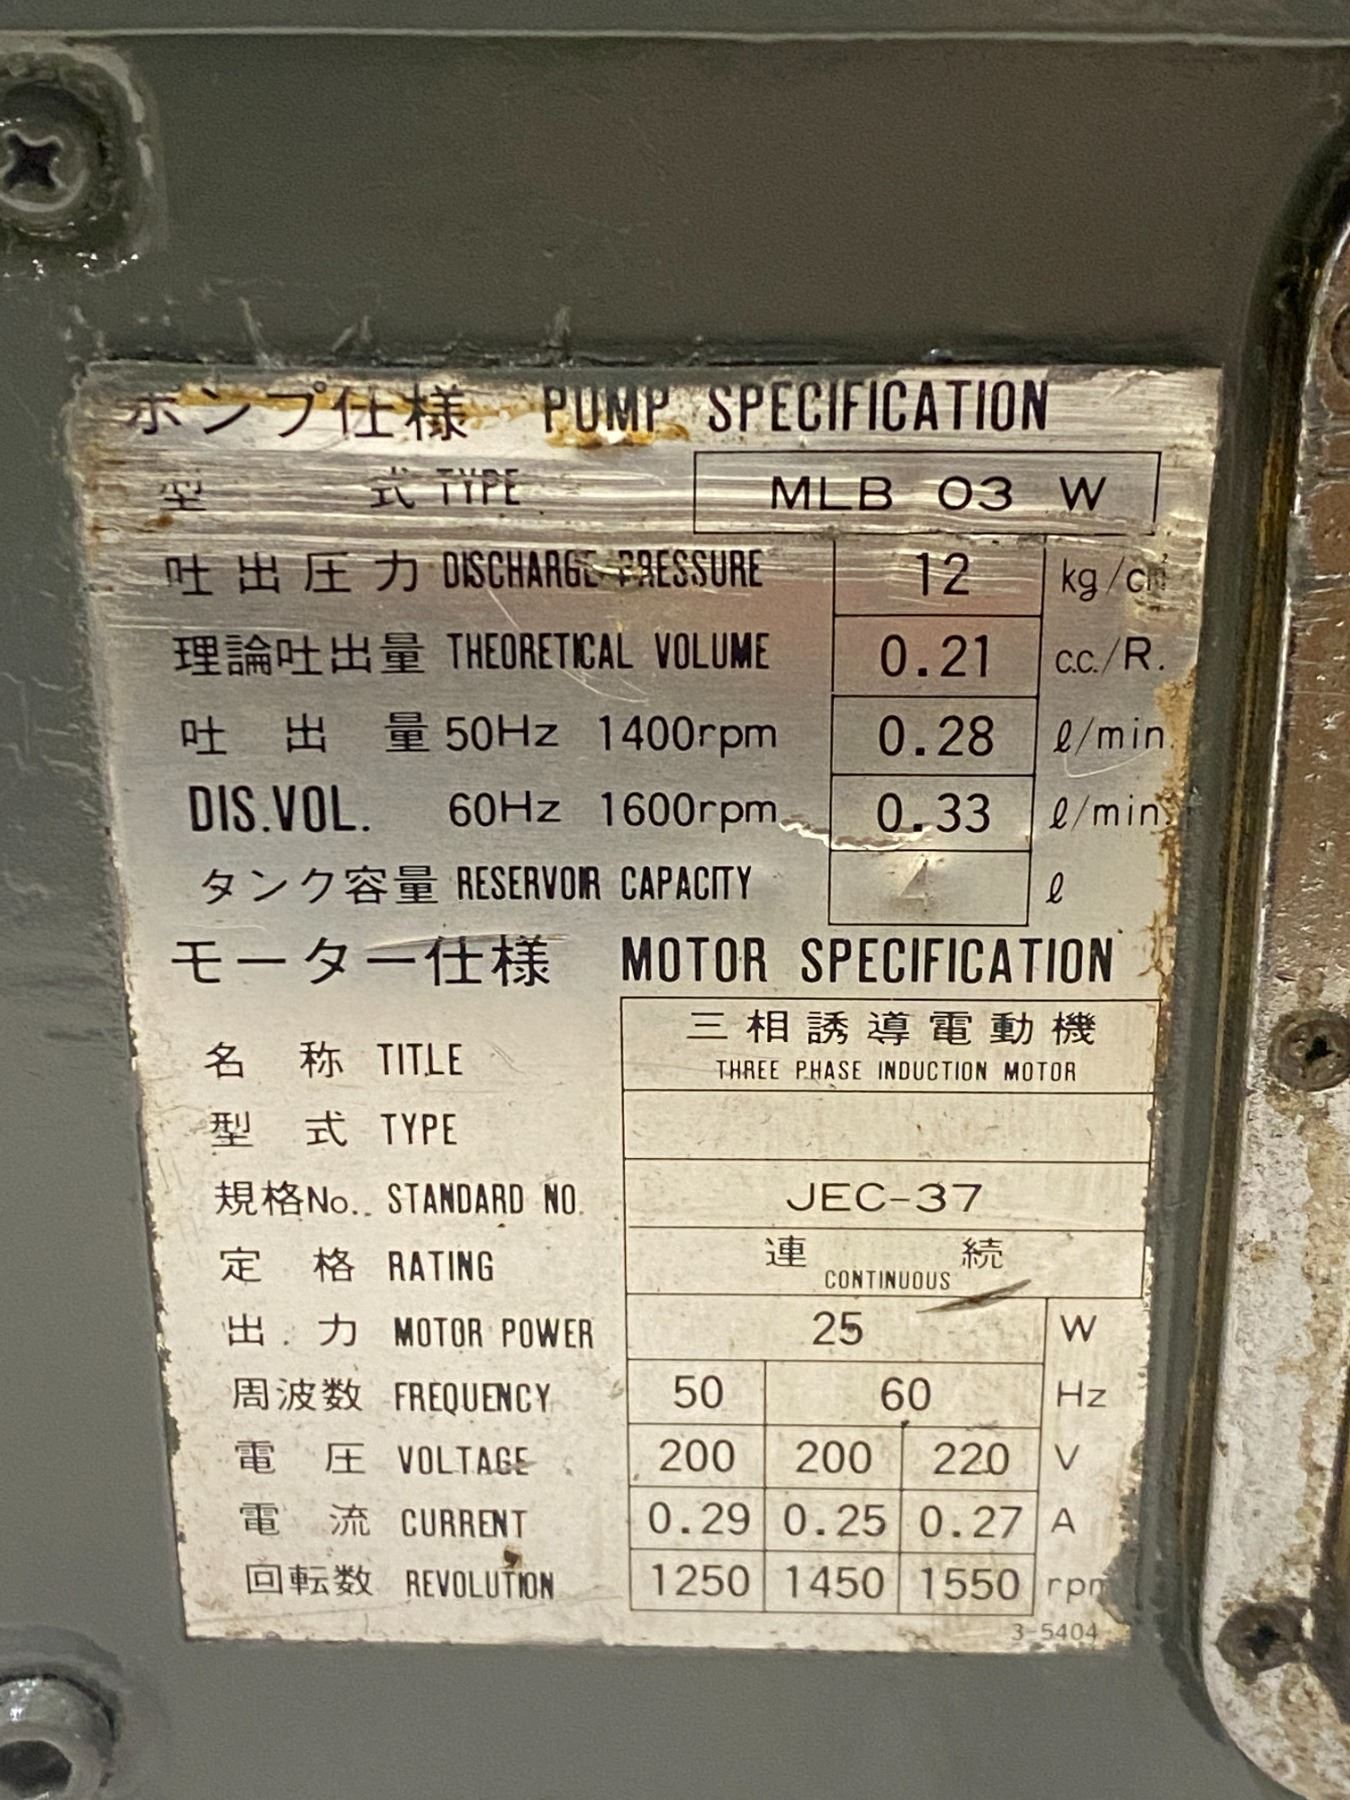 ポンプ仕様 PUMP SPECIFICATION
型 式 TYPE MLB 03 W
吐出圧力 DISCHARGE PRESSURE 12 kg/cm²
理論吐出量 THEORETICAL VOLUME 0.21 c.c./R.
吐 出 量 50Hz 1400rpm 0.28 ℓ/min.
DIS.VOL. 60Hz 1600rpm 0.33 ℓ/min.
タンク容量 RESERVOIR CAPACITY 4 ℓ
モーター仕様 MOTOR SPECIFICATION
名 称 TITLE 三相誘導電動機
THREE PHASE INDUCTION MOTOR
型 式 TYPE
規格No. STANDARD NO. JEC-37
定 格 RATING 連 続
CONTINUOUS
出 力 MOTOR POWER 25 W
周波数 FREQUENCY 50 60 Hz
電 圧 VOLTAGE 200 200 220 V
電 流 CURRENT 0.29 0.25 0.27 A
回転数 REVOLUTION 1250 1450 1550 rpm
3-5404